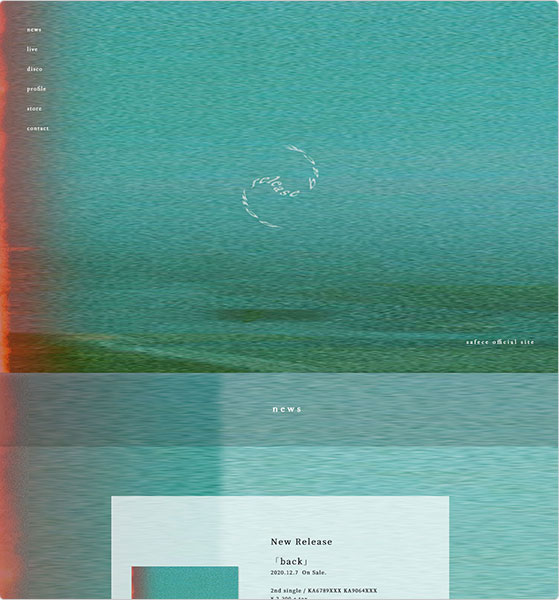 news
live
disco
profile
store
contact
release
safece official site
news
New Release
「back」
2020.12.7 On Sale.
2nd single / KA6789XXX KA9064XXX